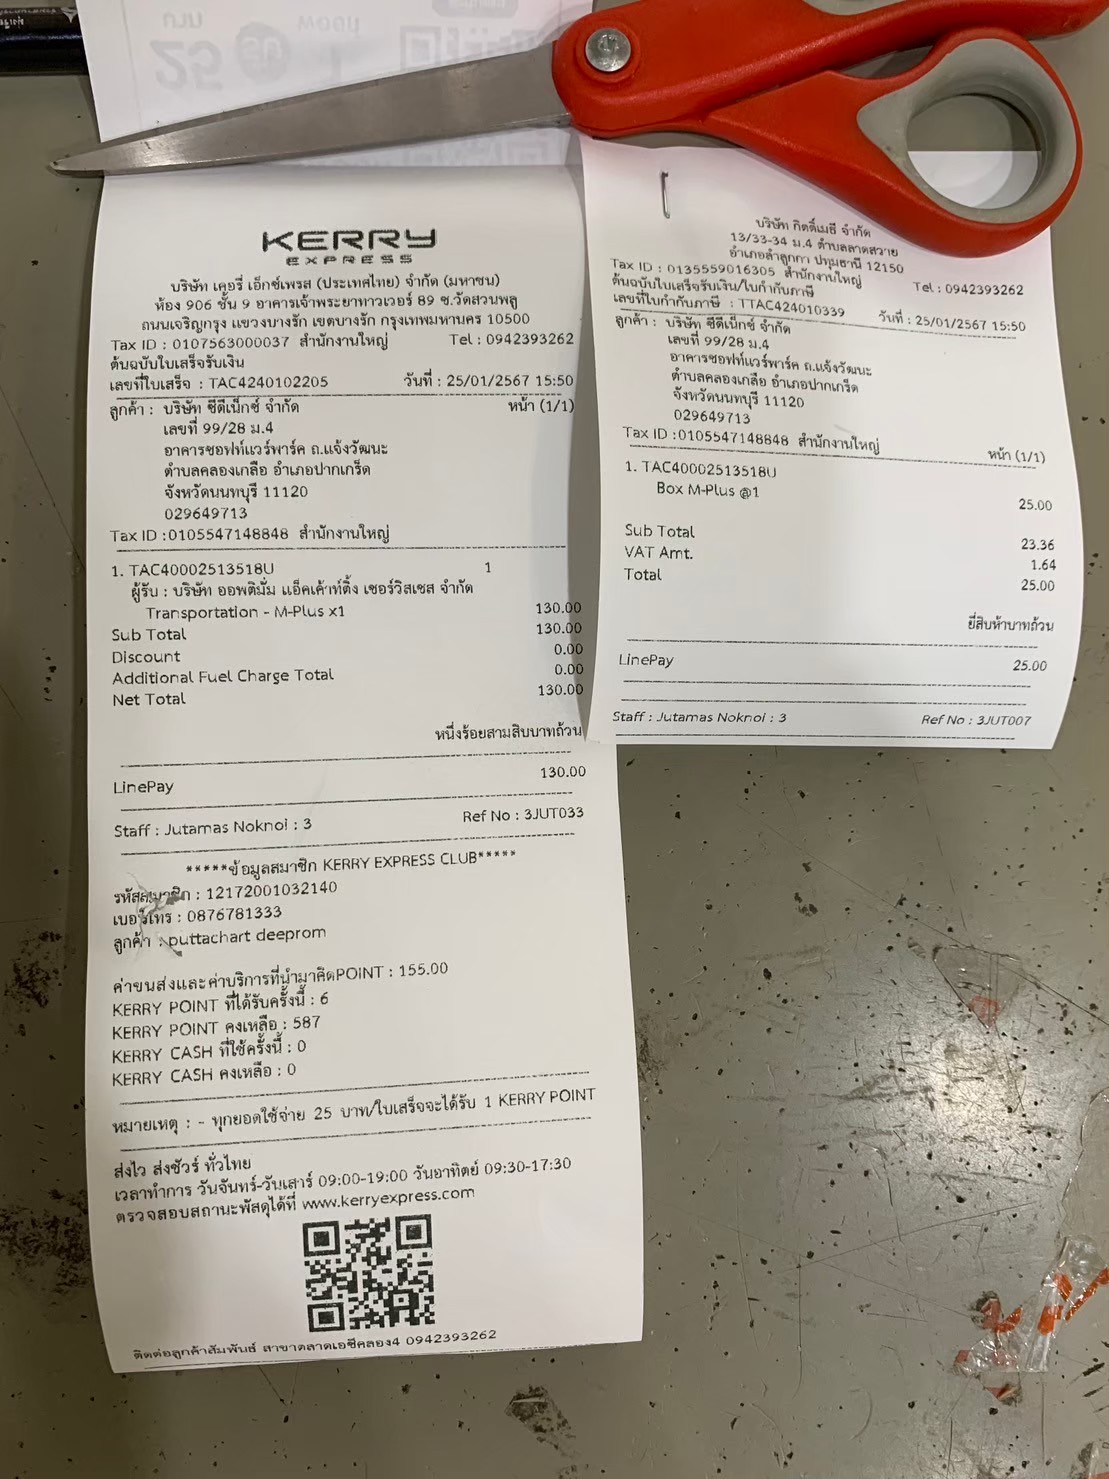 KERRY
EXPRESS
บริษัท เคอรี่ เอ็กซ์เพรส (ประเทศไทย) จำกัด (มหาชน)
ห้อง 906 ชั้น 9 อาคารเจ้าพระยาทาวเวอร์ 89 ซ.วัดสวนพลู
ถนนเจริญกรุง แขวงบางรัก เขตบางรัก กรุงเทพมหานคร 10500
Tax ID : 0107563000037 สำนักงานใหญ่ Tel : 0942393262
ต้นฉบับใบเสร็จรับเงิน
เลขที่ใบเสร็จ : TAC4240102205 วันที่ : 25/01/2567 15:50
ลูกค้า : บริษัท ซีดีเน็กซ์ จำกัด หน้า (1/1)
เลขที่ 99/28 ม.4
อาคารซอฟท์แวร์พาร์ค ถ.แจ้งวัฒนะ
ตำบลคลองเกลือ อำเภอปากเกร็ด
จังหวัดนนทบุรี 11120
029649713
Tax ID :0105547148848 สำนักงานใหญ่
1. TAC40002513518U 1
ผู้รับ : บริษัท ออพติมั่ม แอ็คเค้าท์ติ้ง เซอร์วิสเซส จำกัด
Transportation - M-Plus x1 130.00
Sub Total 130.00
Discount 0.00
Additional Fuel Charge Total 0.00
Net Total 130.00
หนึ่งร้อยสามสิบบาทถ้วน
LinePay 130.00
Staff : Jutamas Noknoi : 3 Ref No : 3JUT033
*****ข้อมูลสมาชิก KERRY EXPRESS CLUB*****
รหัสสมาชิก : 12172001032140
เบอร์โทร : 0876781333
ลูกค้า : puttachart deeprom
ค่าขนส่งและค่าบริการที่นำมาคิดPOINT : 155.00
KERRY POINT ที่ได้รับครั้งนี้ : 6
KERRY POINT คงเหลือ : 587
KERRY CASH ที่ใช้ครั้งนี้ : 0
KERRY CASH คงเหลือ : 0
หมายเหตุ : - ทุกยอดใช้จ่าย 25 บาท/ใบเสร็จจะได้รับ 1 KERRY POINT
ส่งไว ส่งชัวร์ ทั่วไทย
เวลาทำการ วันจันทร์-วันเสาร์ 09:00-19:00 วันอาทิตย์ 09:30-17:30
ตรวจสอบสถานะพัสดุได้ที่ www.kerryexpress.com
ติดต่อลูกค้าสัมพันธ์ สาขาตลาดเอซีคลอง4 0942393262
บริษัท กิตติ์เมธี จำกัด
13/33-34 ม.4 ตำบลลาดสวาย
อำเภอลำลูกกา ปทุมธานี 12150
Tax ID : 0135559016305 สำนักงานใหญ่ Tel : 0942393262
ต้นฉบับใบเสร็จรับเงิน/ใบกำกับภาษี
เลขที่ใบกำกับภาษี : TTAC424010339 วันที่ : 25/01/2567 15:50
ลูกค้า : บริษัท ซีดีเน็กซ์ จำกัด
เลขที่ 99/28 ม.4
อาคารซอฟท์แวร์พาร์ค ถ.แจ้งวัฒนะ
ตำบลคลองเกลือ อำเภอปากเกร็ด
จังหวัดนนทบุรี 11120
029649713
Tax ID :0105547148848 สำนักงานใหญ่
หน้า (1/1)
1. TAC40002513518U
Box M-Plus @1 25.00
Sub Total 23.36
VAT Amt. 1.64
Total 25.00
ยี่สิบห้าบาทถ้วน
LinePay 25.00
Staff : Jutamas Noknoi : 3 Ref No : 3JUT007